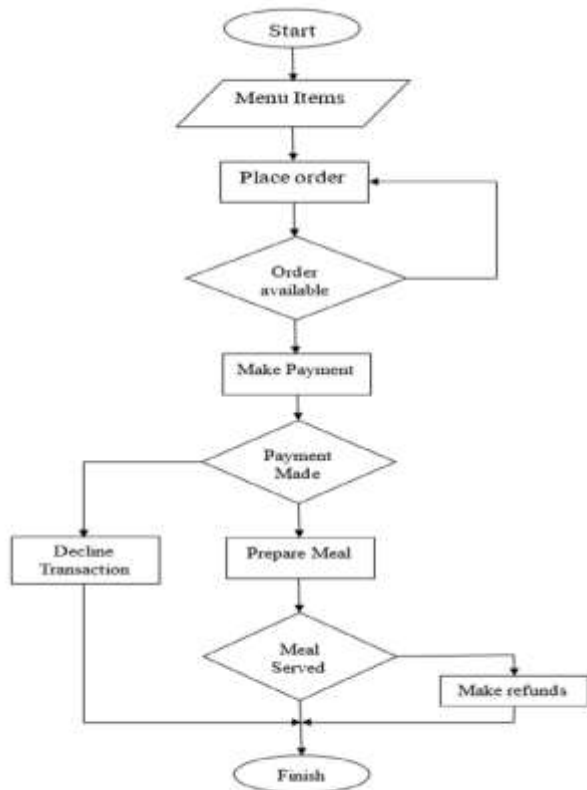 Start
Menu Items
Place order
Order
available
Make Payment
Payment
Made
Decline
Transaction
Prepare Meal
Meal
Served
Make refunds
Finish